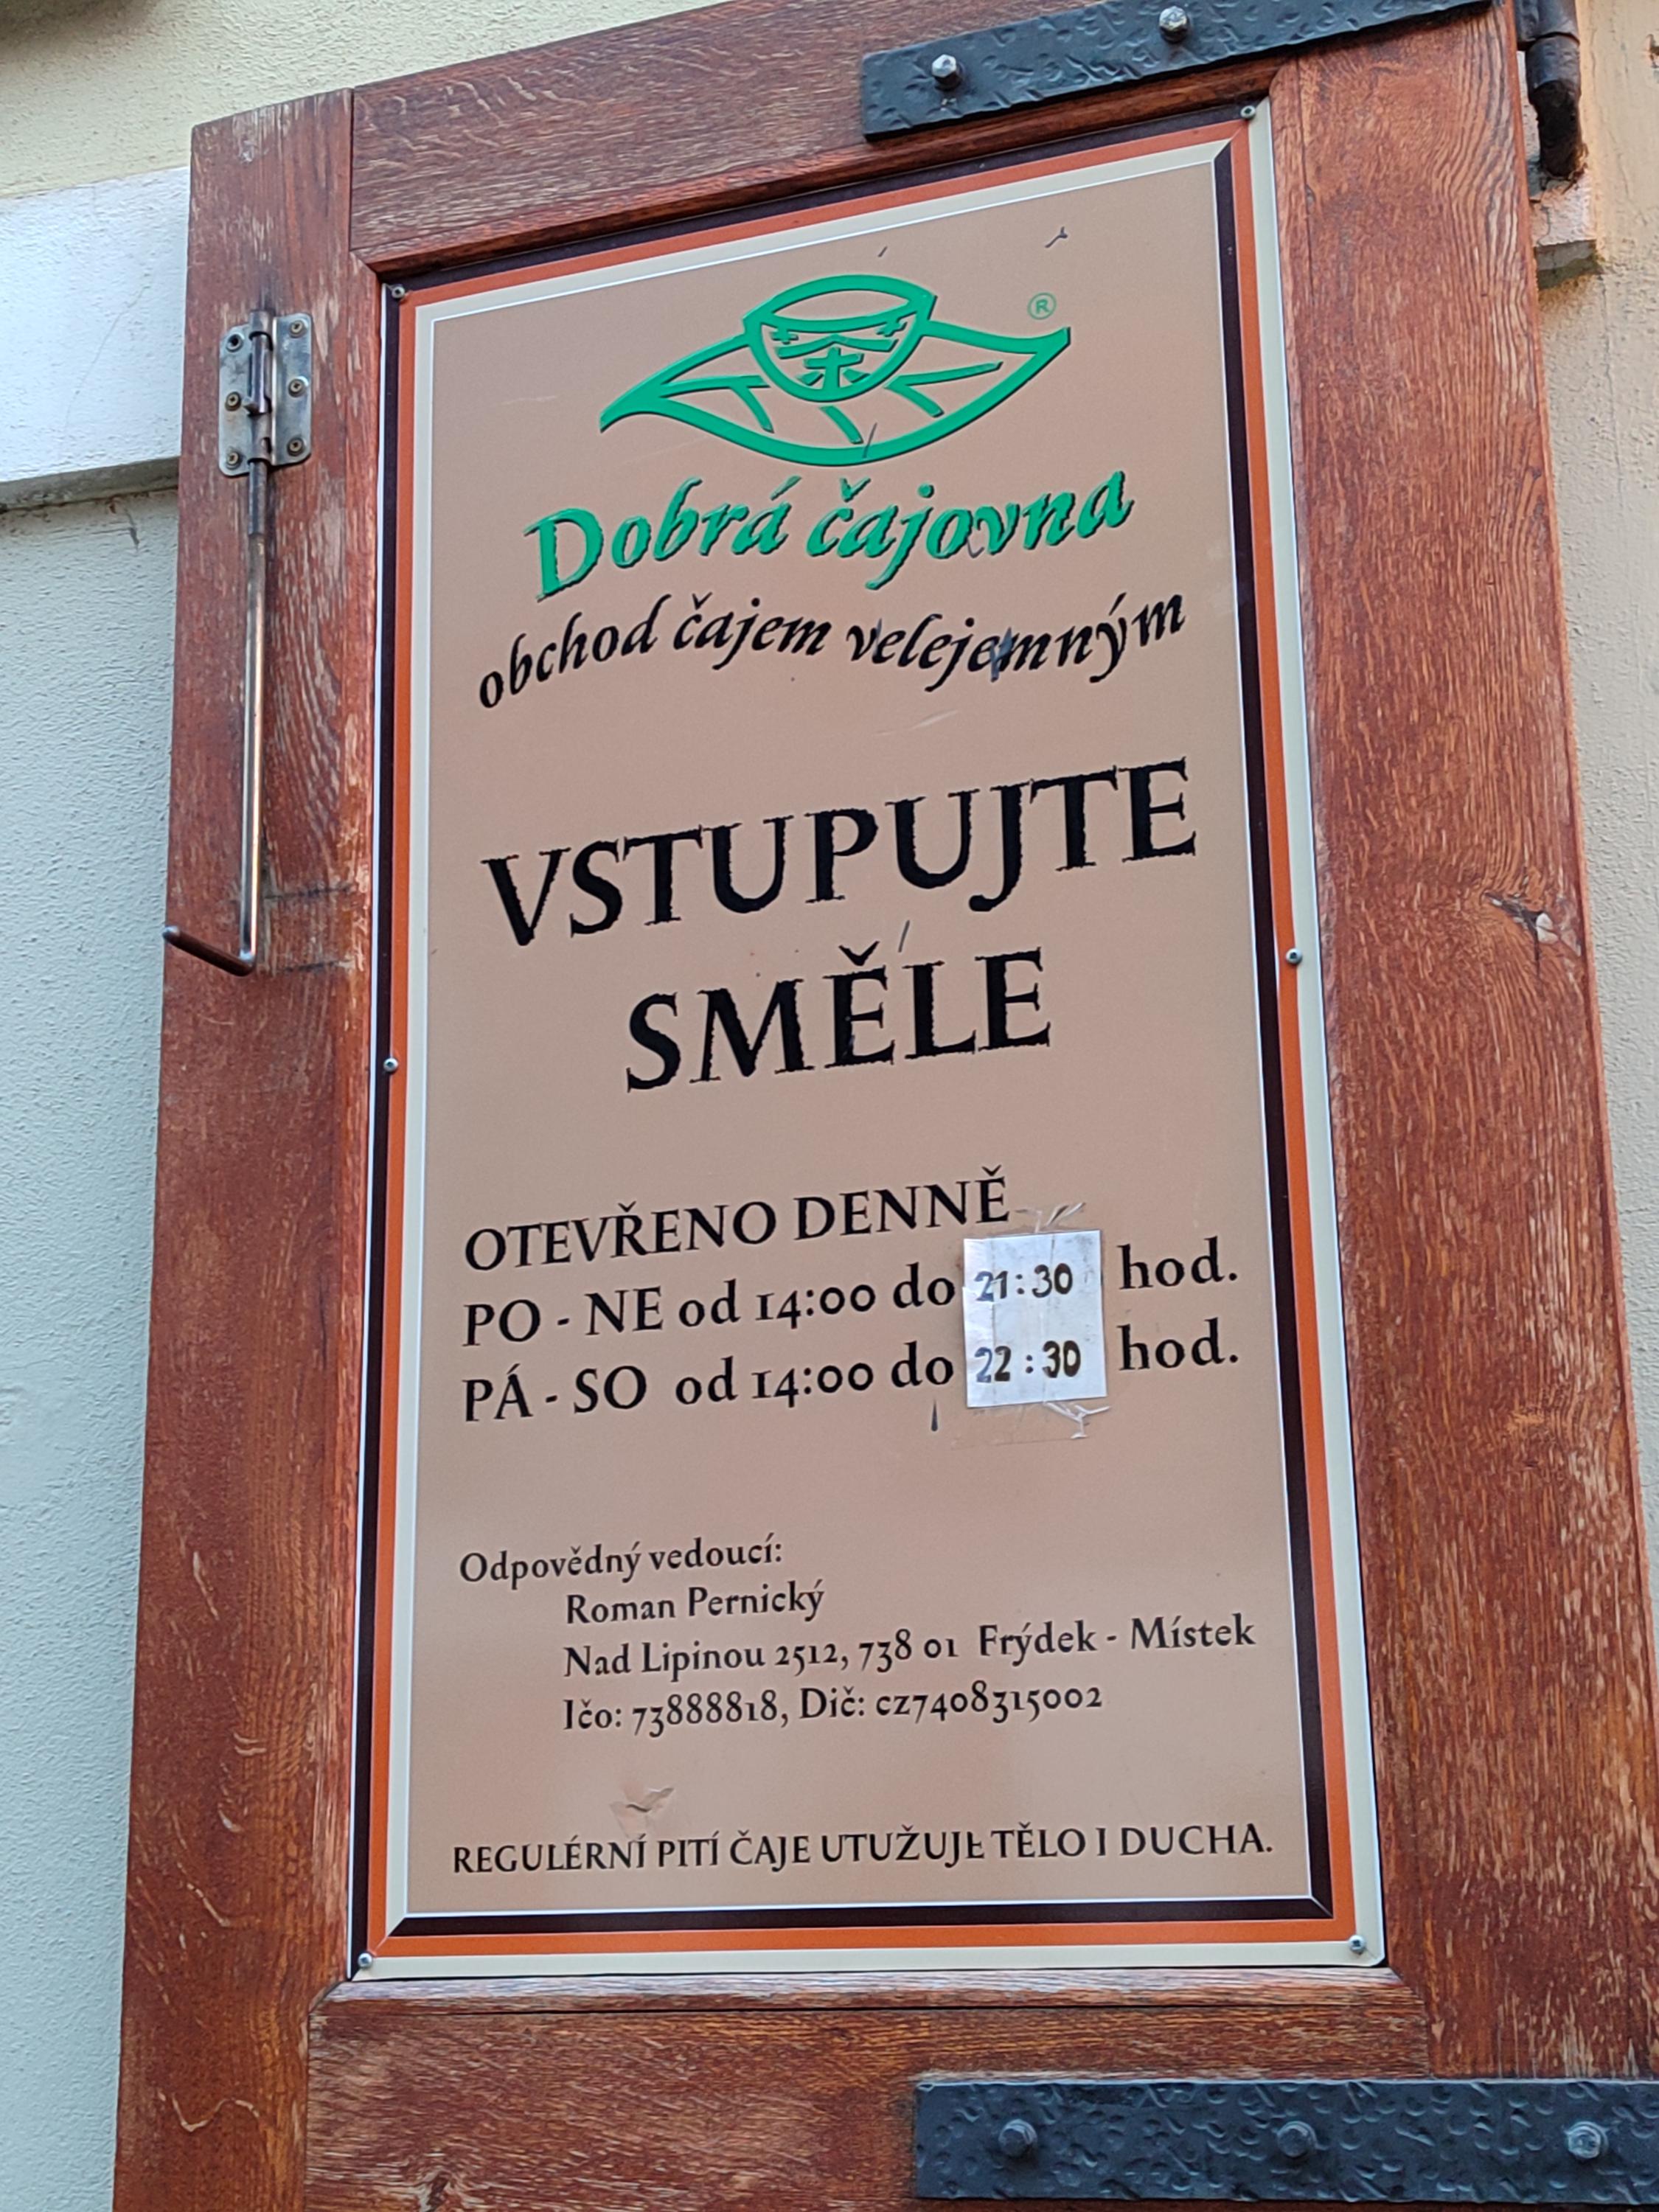 茶
®
Dobrá čajovna
obchod čajem velejemným
VSTUPUJTE
SMĚLE
OTEVŘENO DENNĚ
PO - NE od 14:00 do 21:30 hod.
PÁ - SO od 14:00 do 22:30 hod.
Odpovědný vedoucí:
Roman Pernický
Nad Lipinou 2512, 738 01 Frýdek - Místek
Ičo: 73888818, Dič: cz7408315002
REGULÉRNÍ PITÍ ČAJE UTUŽUJE TĚLO I DUCHA.